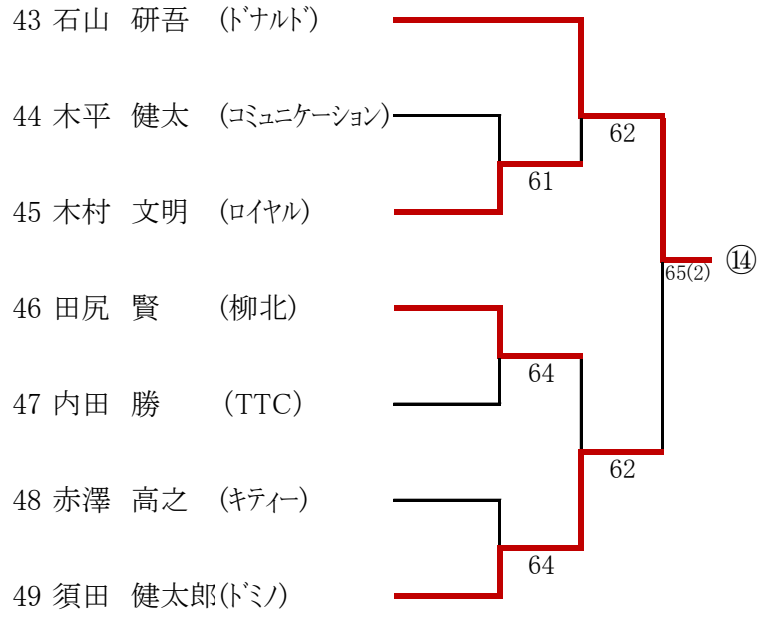 43 石山 研吾 (ﾄﾞﾅﾙﾄﾞ)
62
44 木平 健太 (ｺﾐｭﾆｹｰｼｮﾝ)
61
45 木村 文明 (ﾛｲﾔﾙ)
65(2) ⑭
46 田尻 賢 (柳北)
64
47 内田 勝 (TTC)
62
48 赤澤 高之 (ｷﾃｨｰ)
64
49 須田 健太郎(ﾄﾞﾐﾉ)